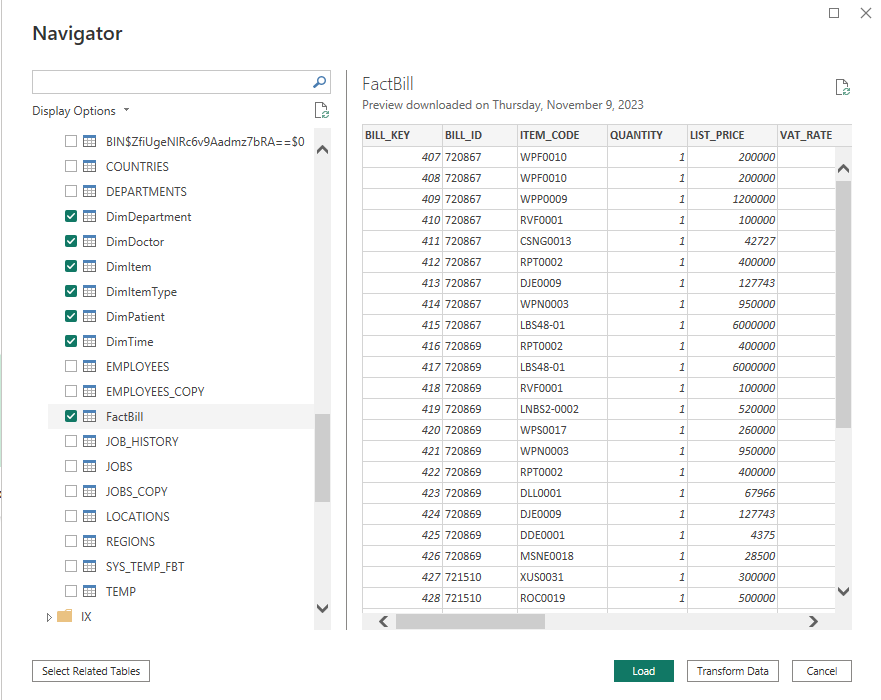 Navigator
Display Options
BIN$ZfiUgeNIRc6v9Aadmz7bRA==$0
COUNTRIES
DEPARTMENTS
DimDepartment
DimDoctor
DimItem
DimItemType
DimPatient
DimTime
EMPLOYEES
EMPLOYEES_COPY
FactBill
JOB_HISTORY
JOBS
JOBS_COPY
LOCATIONS
REGIONS
SYS_TEMP_FBT
TEMP
IX
FactBill
Preview downloaded on Thursday, November 9, 2023
BILL_KEY BILL_ID ITEM_CODE QUANTITY LIST_PRICE VAT_RATE
407 720867 WPF0010 1 200000
408 720867 WPF0010 1 200000
409 720867 WPP0009 1 1200000
410 720867 RVF0001 1 100000
411 720867 CSNG0013 1 42727
412 720867 RPT0002 1 400000
413 720867 DJE0009 1 127743
414 720867 WPN0003 1 950000
415 720867 LBS48-01 1 6000000
416 720869 RPT0002 1 400000
417 720869 LBS48-01 1 6000000
418 720869 RVF0001 1 100000
419 720869 LNBS2-0002 1 520000
420 720869 WPS0017 1 260000
421 720869 WPN0003 1 950000
422 720869 RPT0002 1 400000
423 720869 DLL0001 1 67966
424 720869 DJE0009 1 127743
425 720869 DDE0001 1 4375
426 720869 MSNE0018 1 28500
427 721510 XUS0031 1 300000
428 721510 ROC0019 1 500000
Select Related Tables
Load
Transform Data
Cancel